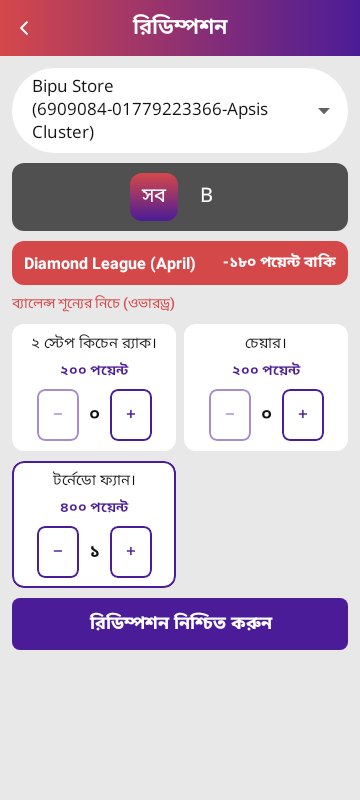 রিডিম্পশন
Bipu Store
(6909084-01779223366-Apsis
Cluster)
সব B
Diamond League (April) -১৮০ পয়েন্ট বাকি
ব্যালেন্স শূন্যের নিচে (ওভারড্র)
২ স্টেপ কিচেন র‍্যাক। চেয়ার।
২০০ পয়েন্ট ২০০ পয়েন্ট
− ০ + − ০ +
টর্নেডো ফ্যান।
৪০০ পয়েন্ট
− ১ +
রিডিম্পশন নিশ্চিত করুন